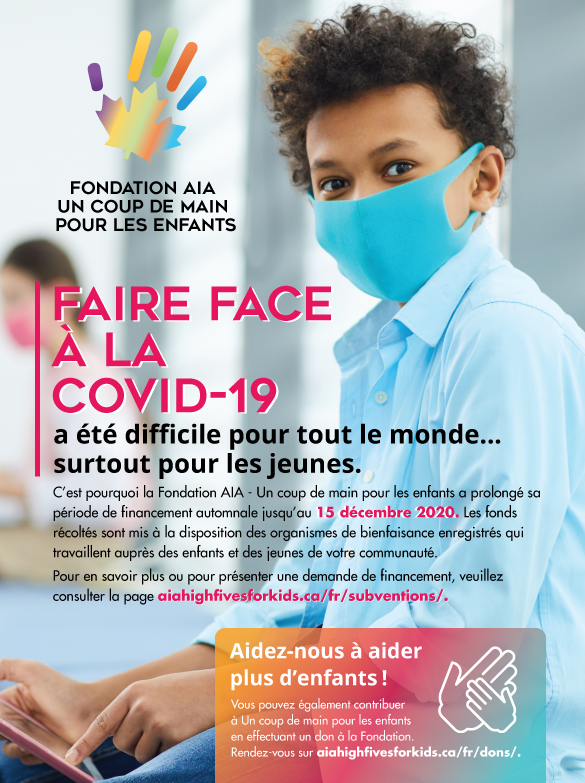 FONDATION AIA
UN COUP DE MAIN
POUR LES ENFANTS
FAIRE FACE
À LA
COVID-19
a été difficile pour tout le monde...
surtout pour les jeunes.
C'est pourquoi la Fondation AIA - Un coup de main pour les enfants a prolongé sa
période de financement automnale jusqu'au 15 décembre 2020. Les fonds
récoltés sont mis à la disposition des organismes de bienfaisance enregistrés qui
travaillent auprès des enfants et des jeunes de votre communauté.
Pour en savoir plus ou pour présenter une demande de financement, veuillez
consulter la page aiahighfivesforkids.ca/fr/subventions/.
Aidez-nous à aider
plus d'enfants !
Vous pouvez également contribuer
à Un coup de main pour les enfants
en effectuant un don à la Fondation.
Rendez-vous sur aiahighfivesforkids.ca/fr/dons/.